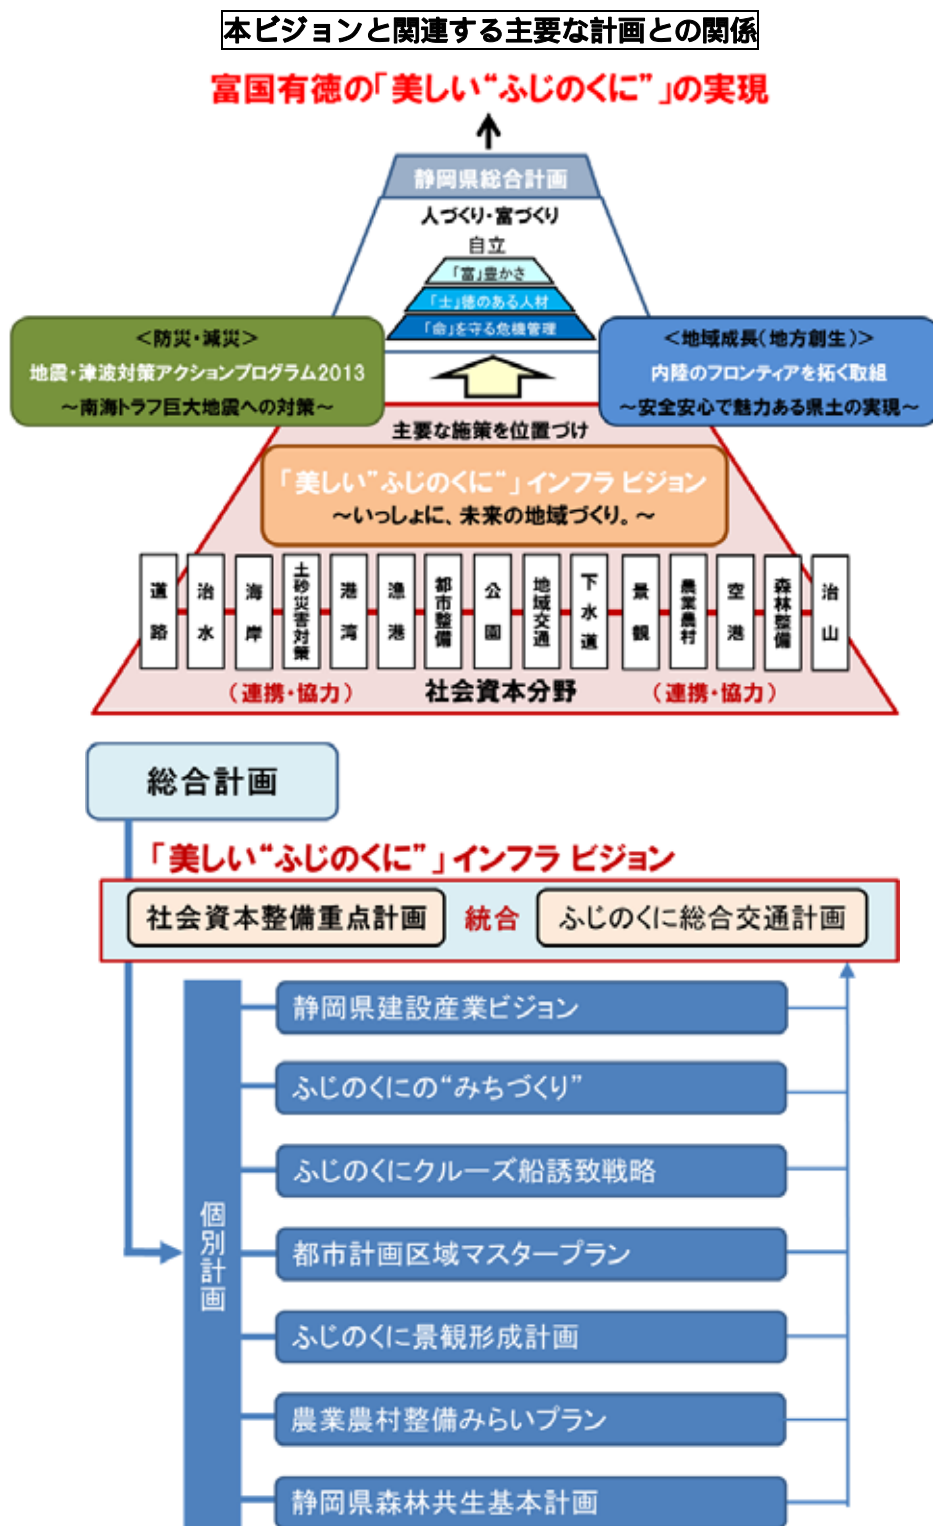 本ビジョンと関連する主要な計画との関係
富国有徳の「美しい“ふじのくに”」の実現
静岡県総合計画
人づくり・富づくり
自立
「富」豊かさ
「士」徳のある人材
「命」を守る危機管理
＜防災・減災＞
地震・津波対策アクションプログラム2013
～南海トラフ巨大地震への対策～
＜地域成長(地方創生)＞
内陸のフロンティアを拓く取組
～安全安心で魅力ある県土の実現～
主要な施策を位置づけ
「美しい”ふじのくに“」インフラ ビジョン
～いっしょに、未来の地域づくり。～
道路
治水
海岸
土砂災害対策
港湾
漁港
都市整備
公園
地域交通
下水道
景観
農業農村
空港
森林整備
治山
（連携・協力）
社会資本分野
（連携・協力）
総合計画
「美しい“ふじのくに”」インフラ ビジョン
社会資本整備重点計画
統合
ふじのくに総合交通計画
個別計画
静岡県建設産業ビジョン
ふじのくにの“みちづくり”
ふじのくにクルーズ船誘致戦略
都市計画区域マスタープラン
ふじのくに景観形成計画
農業農村整備みらいプラン
静岡県森林共生基本計画